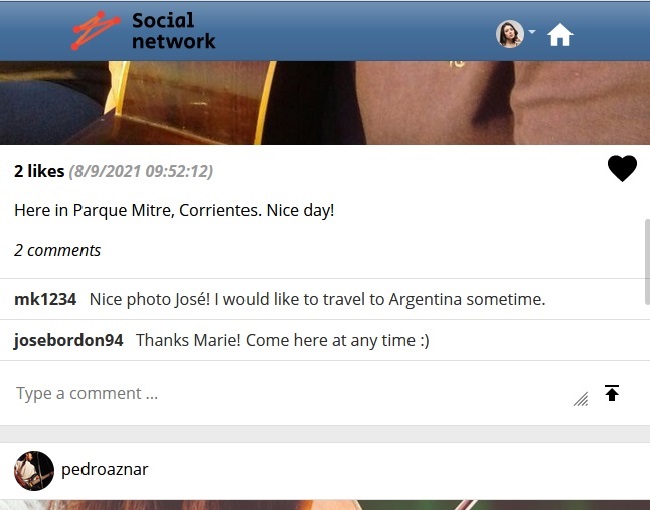 Social
network
2 likes (8/9/2021 09:52:12)
Here in Parque Mitre, Corrientes. Nice day!
2 comments
mk1234 Nice photo José! I would like to travel to Argentina sometime.
josebordon94 Thanks Marie! Come here at any time :)
Type a comment ...
pedroaznar